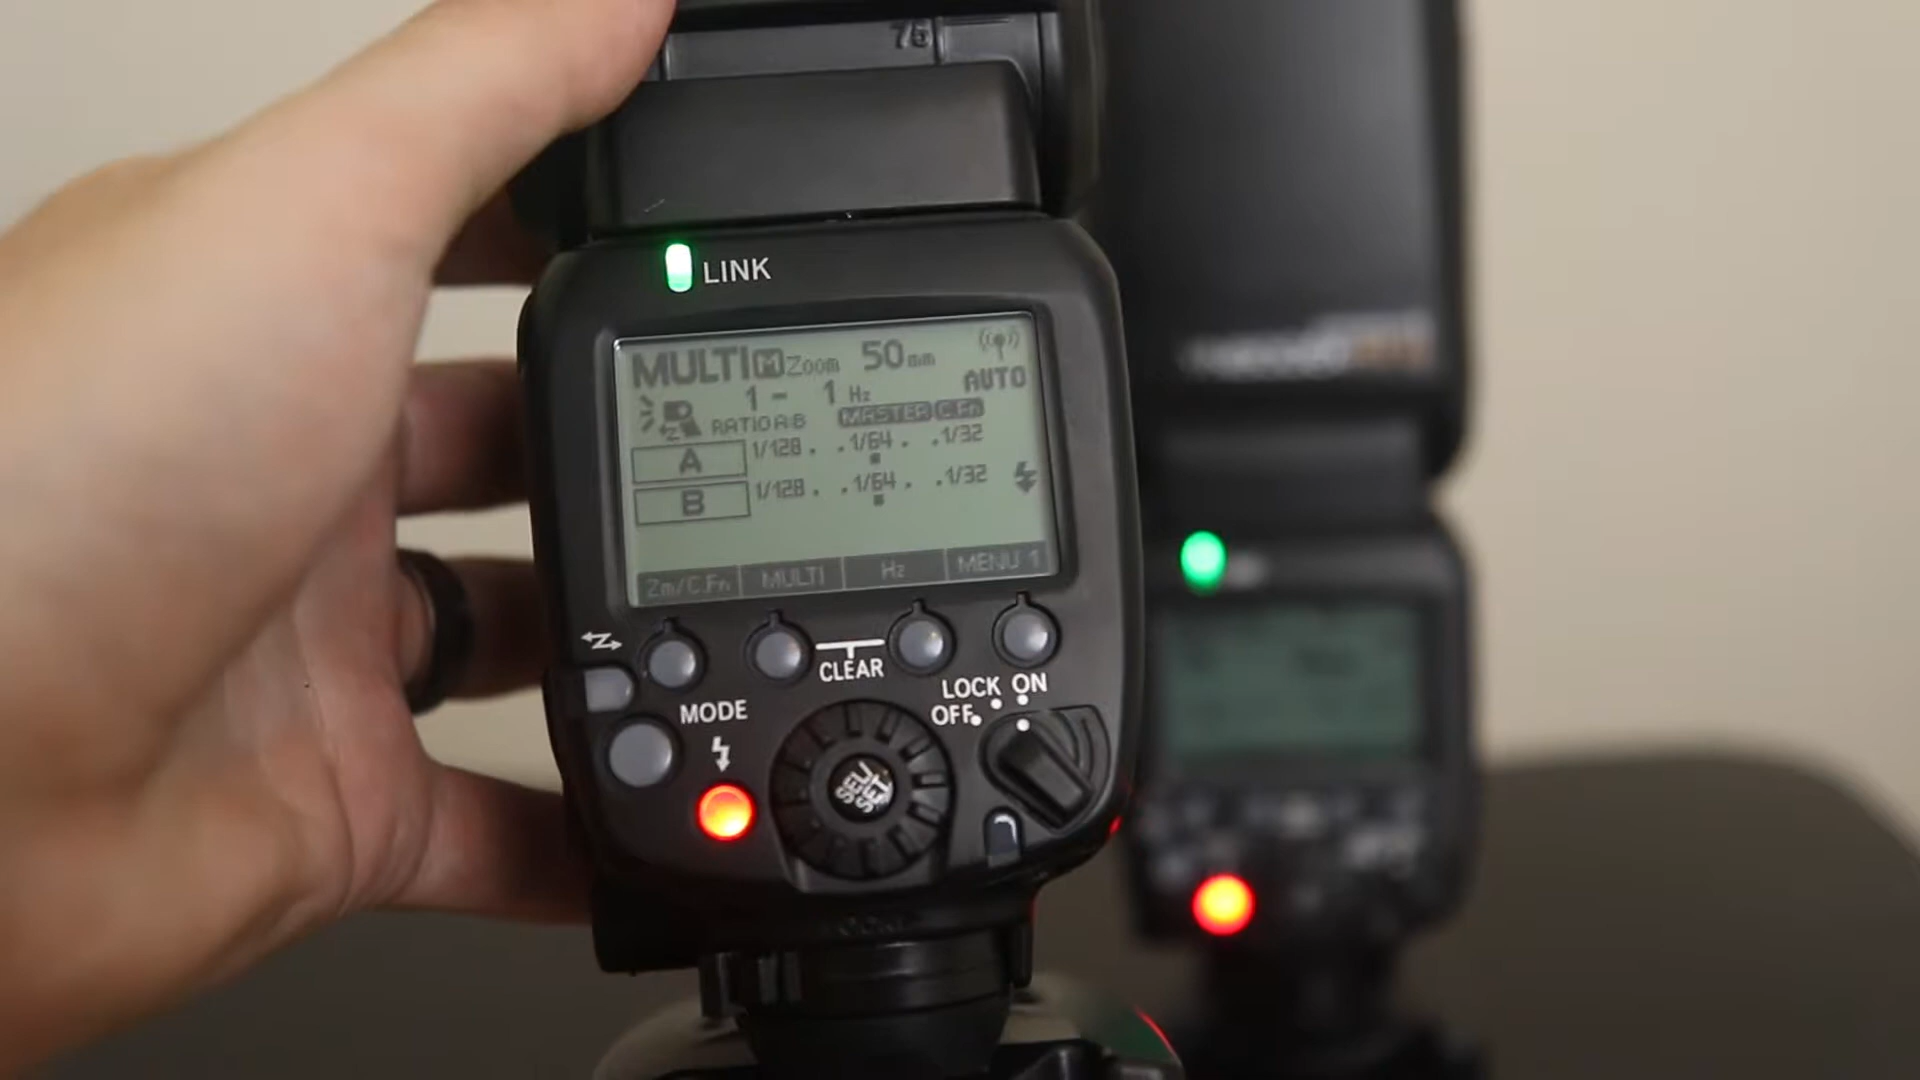 75
LINK
MULTI M Zoom 50mm
AUTO
1 - 1 Hz
RATIO A:B MASTER C.Fn
A 1/128 . . 1/64 . . 1/32
B 1/128 . . 1/64 . . 1/32
Zm/C.Fn MULTI Hz MENU 1
CLEAR
LOCK ON
OFF
MODE
SEL/
SET